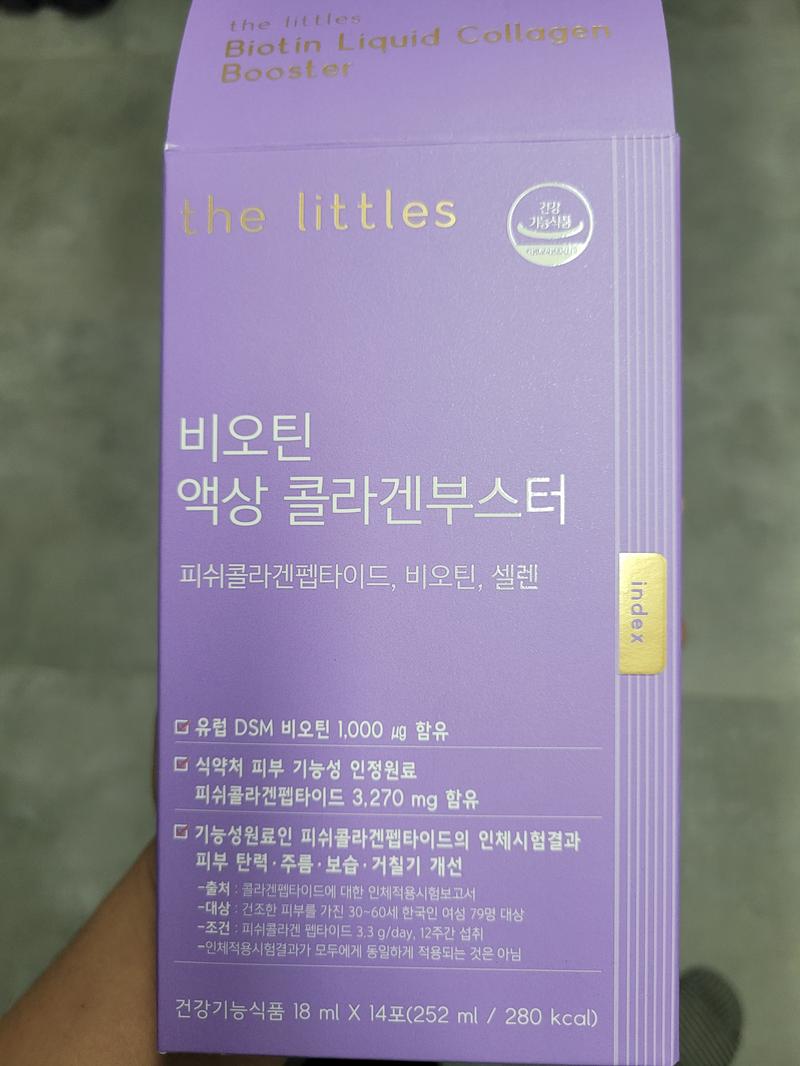 the littles
Biotin Liquid Collagen
Booster
the littles
건강
기능식품
비오틴
액상 콜라겐부스터
피쉬콜라겐펩타이드, 비오틴, 셀렌
index
유럽 DSM 비오틴 1,000 μg 함유
식약처 피부 기능성 인정원료
피쉬콜라겐펩타이드 3,270 mg 함유
기능성원료인 피쉬콜라겐펩타이드의 인체시험결과
피부 탄력·주름·보습·거칠기 개선
-출처 : 콜라겐펩타이드에 대한 인체적용시험보고서
-대상 : 건조한 피부를 가진 30~60세 한국인 여성 79명 대상
-조건 : 피쉬콜라겐 펩타이드 3.3 g/day, 12주간 섭취
-인체적용시험결과가 모두에게 동일하게 적용되는 것은 아님
건강기능식품 18 ml X 14포(252 ml / 280 kcal)